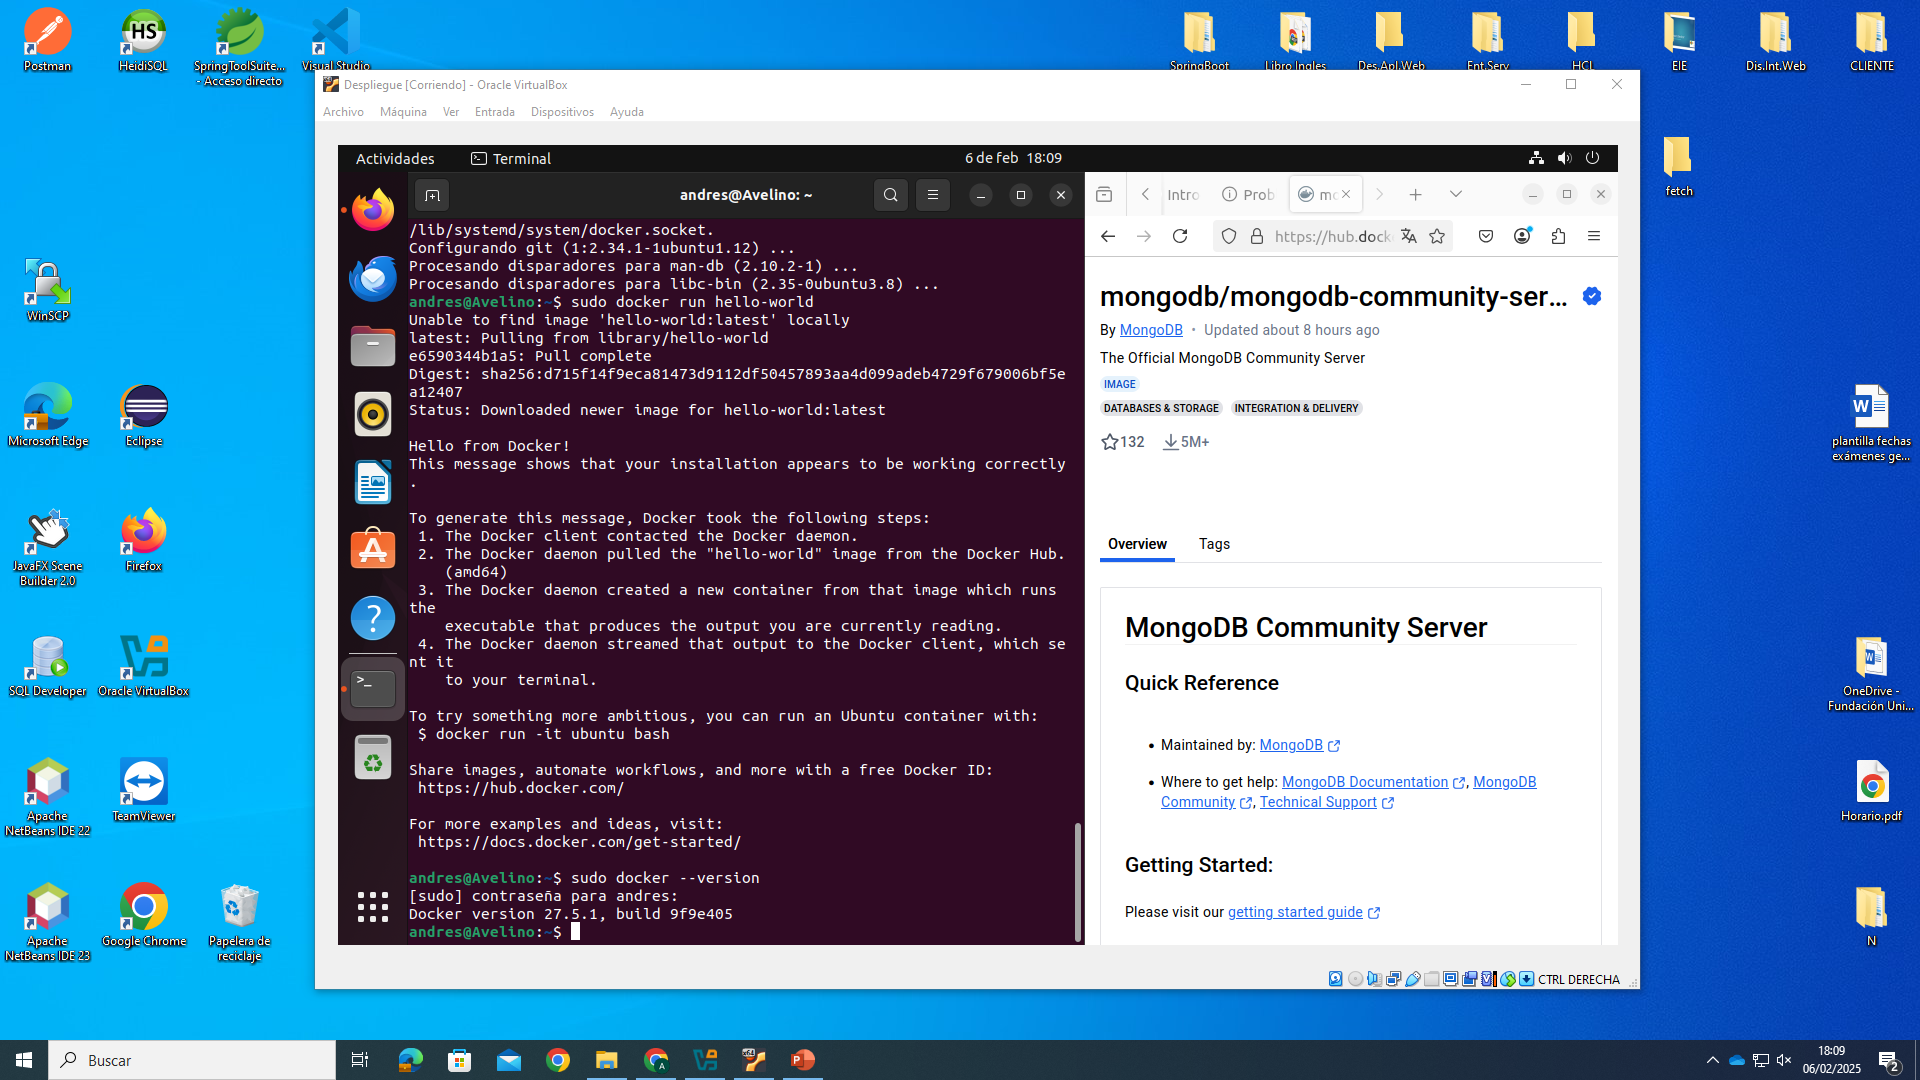 Postman
HeidiSQL
SpringToolSuite...
- Acceso directo
Visual Studio
SpringBoot
Libro Ingles
Des.Apl.Web
Ent.Serv
HCL
EIE
Dis.Int.Web
CLIENTE
fetch
WinSCP
Microsoft Edge
Eclipse
JavaFX Scene
Builder 2.0
Firefox
SQL Developer
Oracle VirtualBox
Apache
NetBeans IDE 22
TeamViewer
Apache
NetBeans IDE 23
Google Chrome
Papelera de
reciclaje
plantilla fechas
exámenes ge...
OneDrive -
Fundación Uni...
Horario.pdf
N
Despliegue [Corriendo] - Oracle VirtualBox
Archivo Máquina Ver Entrada Dispositivos Ayuda
Actividades Terminal 6 de feb 18:09
andres@Avelino: ~
/lib/systemd/system/docker.socket.
Configurando git (1:2.34.1-1ubuntu1.12) ...
Procesando disparadores para man-db (2.10.2-1) ...
Procesando disparadores para libc-bin (2.35-0ubuntu3.8) ...
andres@Avelino:~$ sudo docker run hello-world
Unable to find image 'hello-world:latest' locally
latest: Pulling from library/hello-world
e6590344b1a5: Pull complete
Digest: sha256:d715f14f9eca81473d9112df50457893aa4d099adeb4729f679006bf5e
a12407
Status: Downloaded newer image for hello-world:latest
Hello from Docker!
This message shows that your installation appears to be working correctly
.
To generate this message, Docker took the following steps:
1. The Docker client contacted the Docker daemon.
2. The Docker daemon pulled the "hello-world" image from the Docker Hub.
(amd64)
3. The Docker daemon created a new container from that image which runs
the
executable that produces the output you are currently reading.
4. The Docker daemon streamed that output to the Docker client, which se
nt it
to your terminal.
To try something more ambitious, you can run an Ubuntu container with:
$ docker run -it ubuntu bash
Share images, automate workflows, and more with a free Docker ID:
https://hub.docker.com/
For more examples and ideas, visit:
https://docs.docker.com/get-started/
andres@Avelino:~$ sudo docker --version
[sudo] contraseña para andres:
Docker version 27.5.1, build 9f9e405
andres@Avelino:~$
Intro Prob mo
https://hub.docke
mongodb/mongodb-community-ser...
By MongoDB • Updated about 8 hours ago
The Official MongoDB Community Server
IMAGE
DATABASES & STORAGE INTEGRATION & DELIVERY
132 5M+
Overview Tags
MongoDB Community Server
Quick Reference
• Maintained by: MongoDB
• Where to get help: MongoDB Documentation, MongoDB
Community, Technical Support
Getting Started:
Please visit our getting started guide
CTRL DERECHA
Buscar
18:09
06/02/2025
2